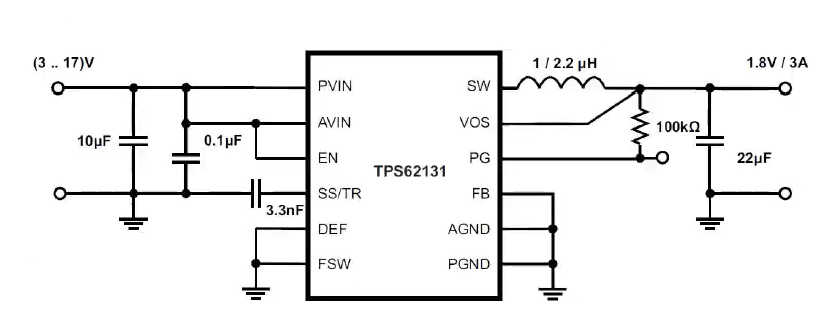 (3 .. 17)V
1 / 2.2 µH
1.8V / 3A
PVIN
SW
10µF
0.1µF
AVIN
VOS
100kΩ
EN
PG
22µF
TPS62131
3.3nF
SS/TR
FB
DEF
AGND
FSW
PGND